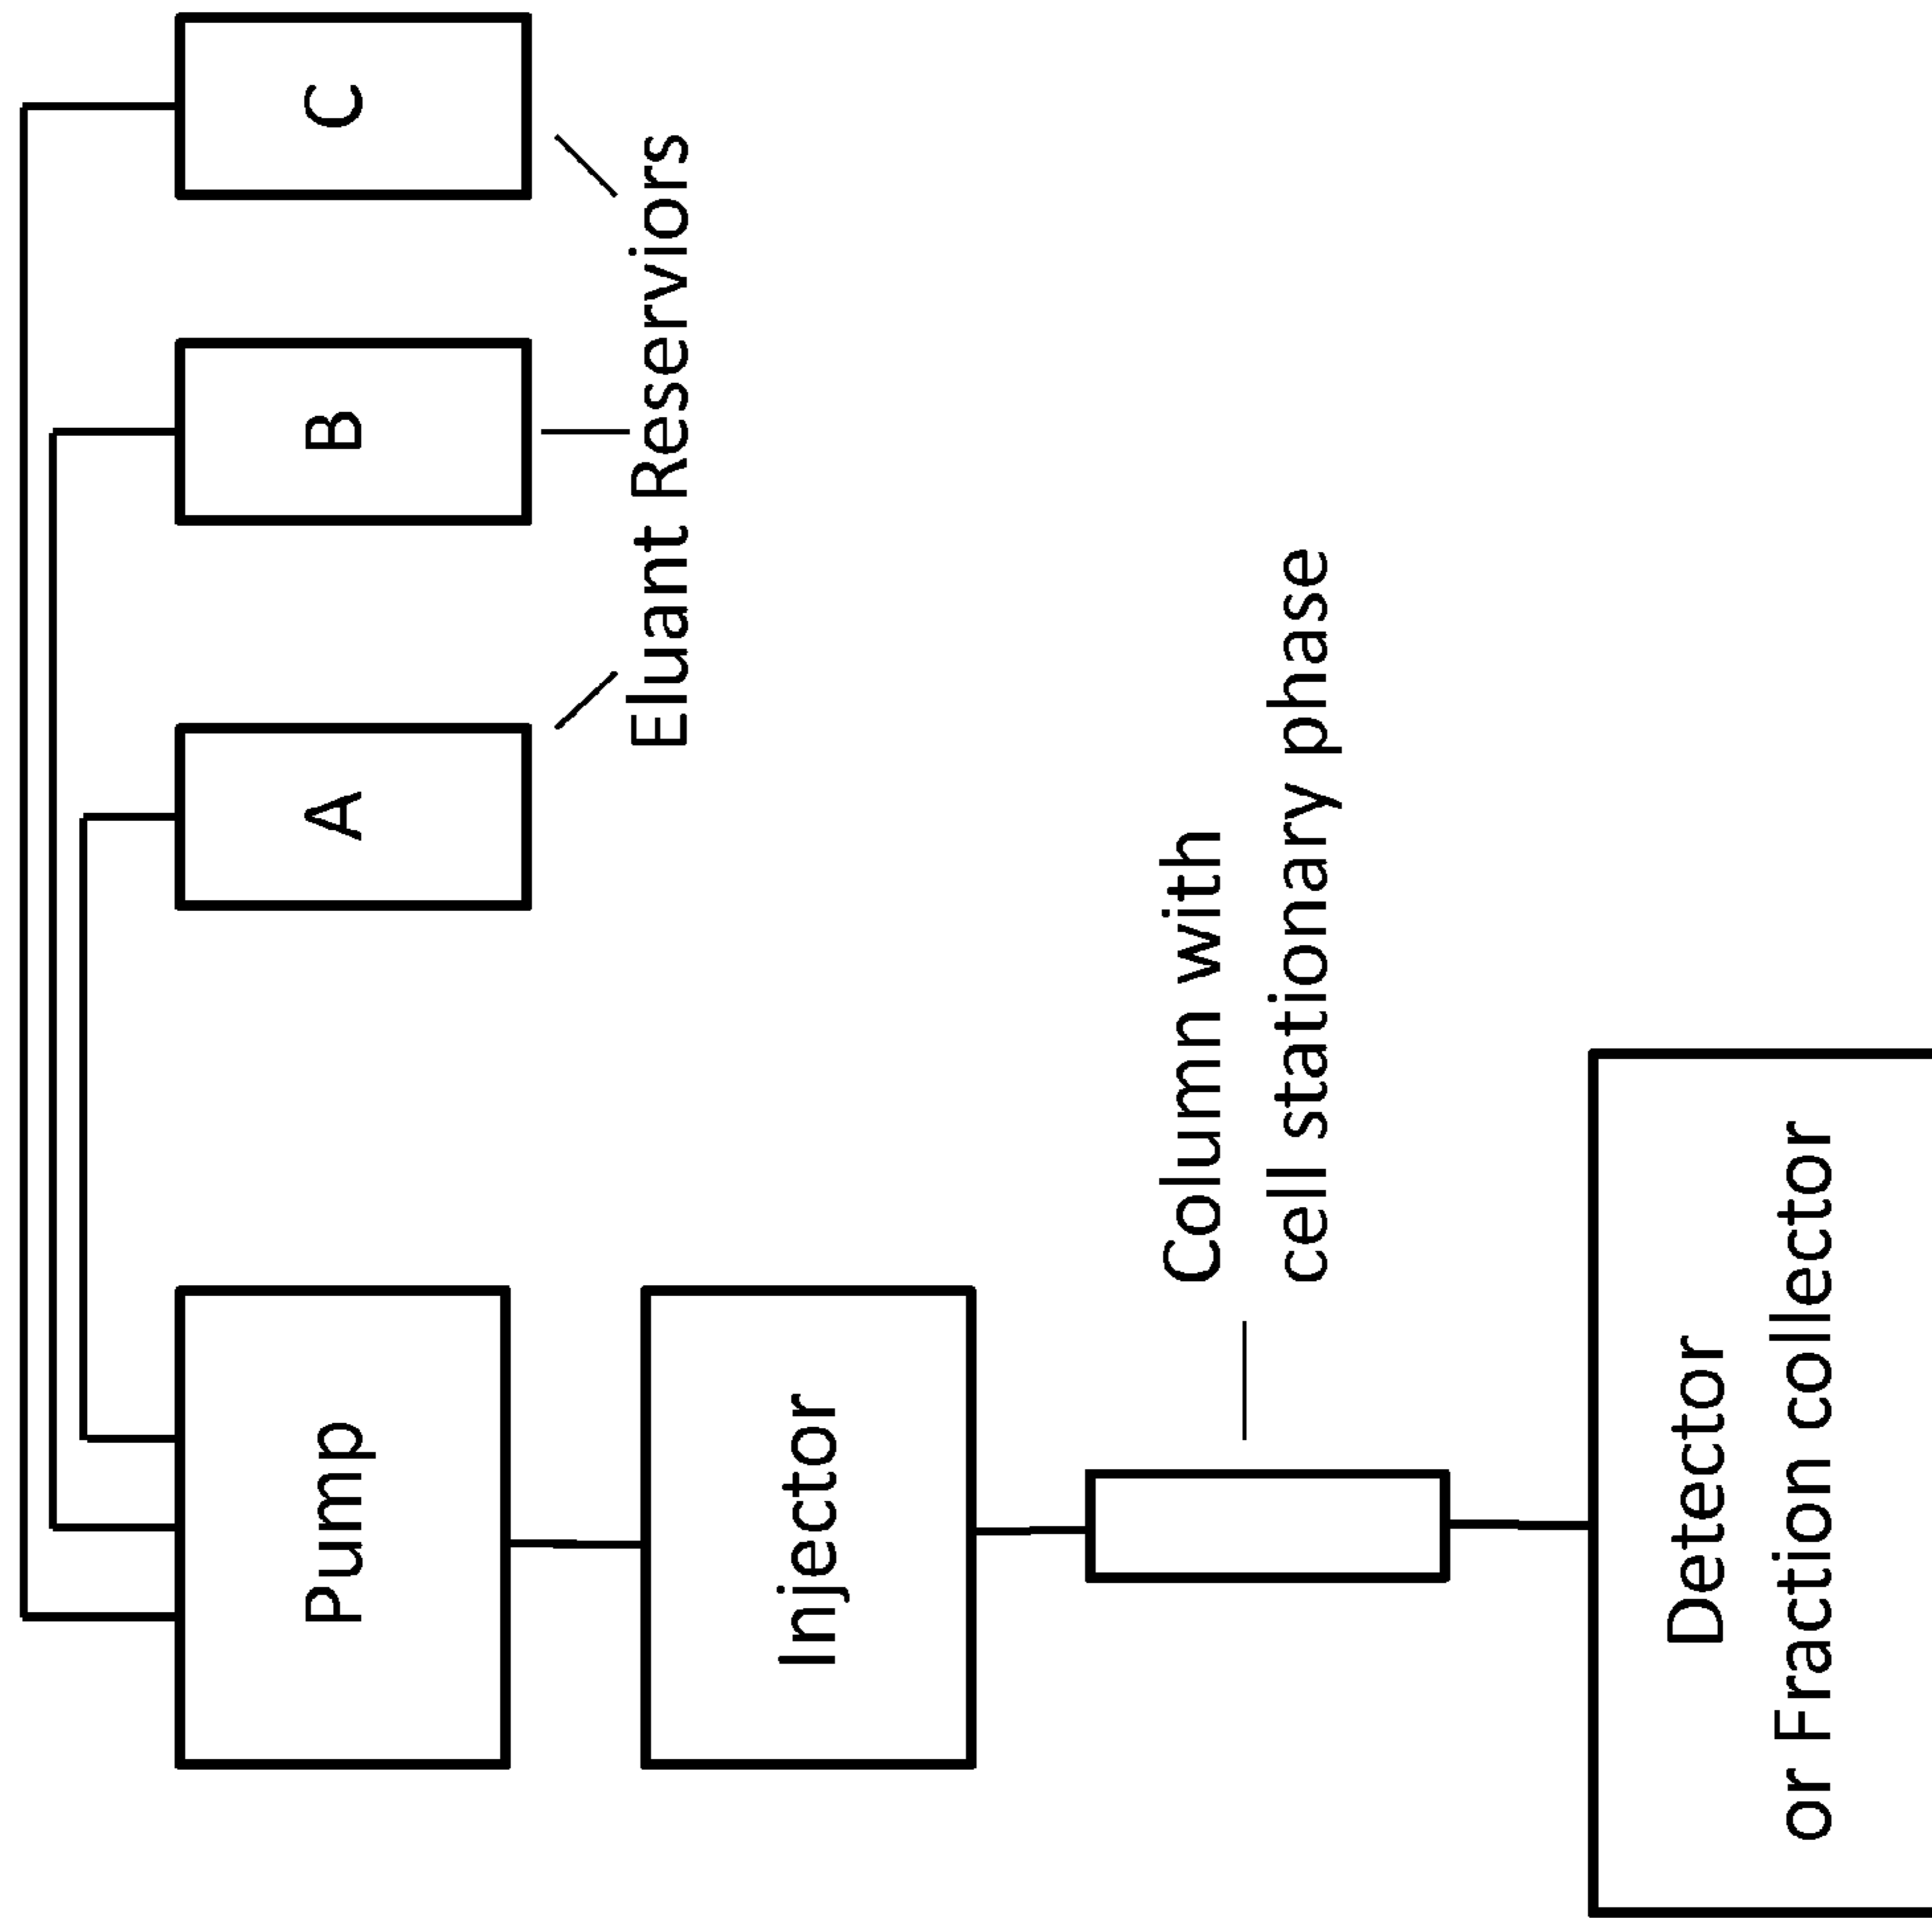 Pump
A
B
C
Eluant Reserviors
Injector
Column with
cell stationary phase
Detector
or Fraction collector